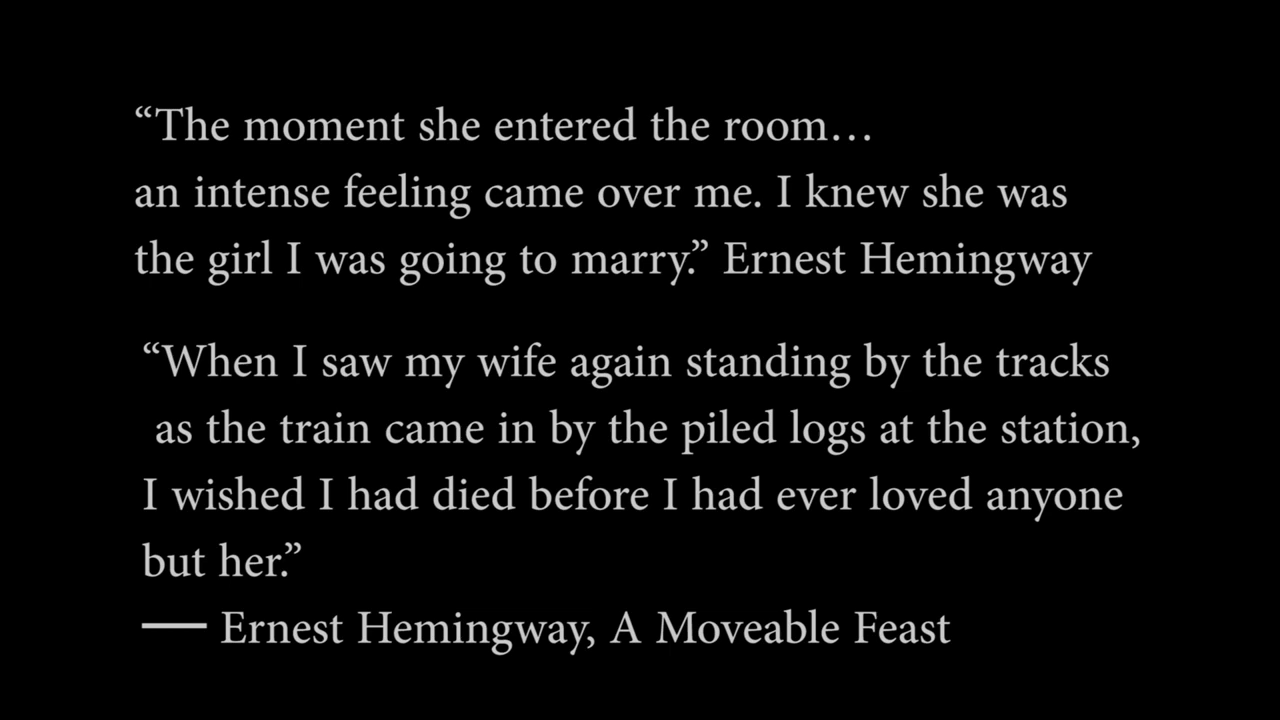 “The moment she entered the room…
an intense feeling came over me. I knew she was
the girl I was going to marry.” Ernest Hemingway
“When I saw my wife again standing by the tracks
as the train came in by the piled logs at the station,
I wished I had died before I had ever loved anyone
but her.”
— Ernest Hemingway, A Moveable Feast